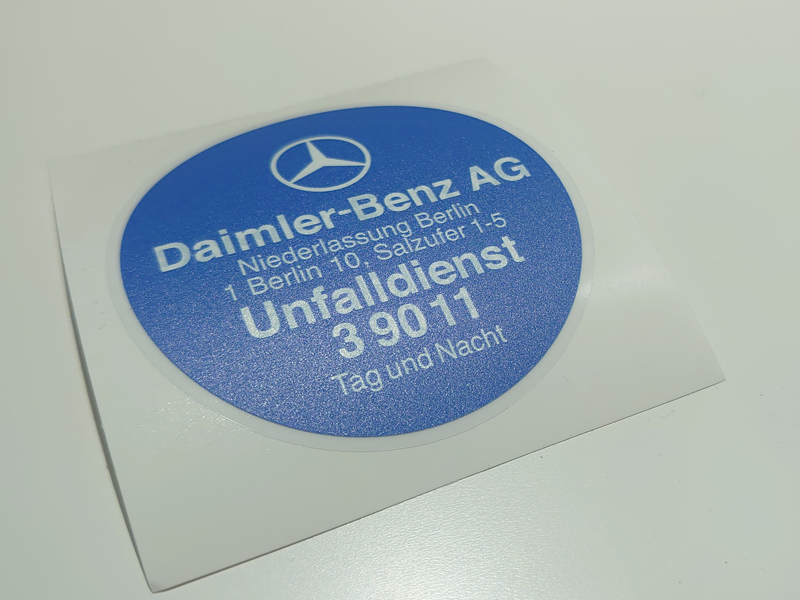 Daimler-Benz AG
Niederlassung Berlin
1 Berlin 10, Salzufer 1-5
Unfalldienst
3 90 11
Tag und Nacht